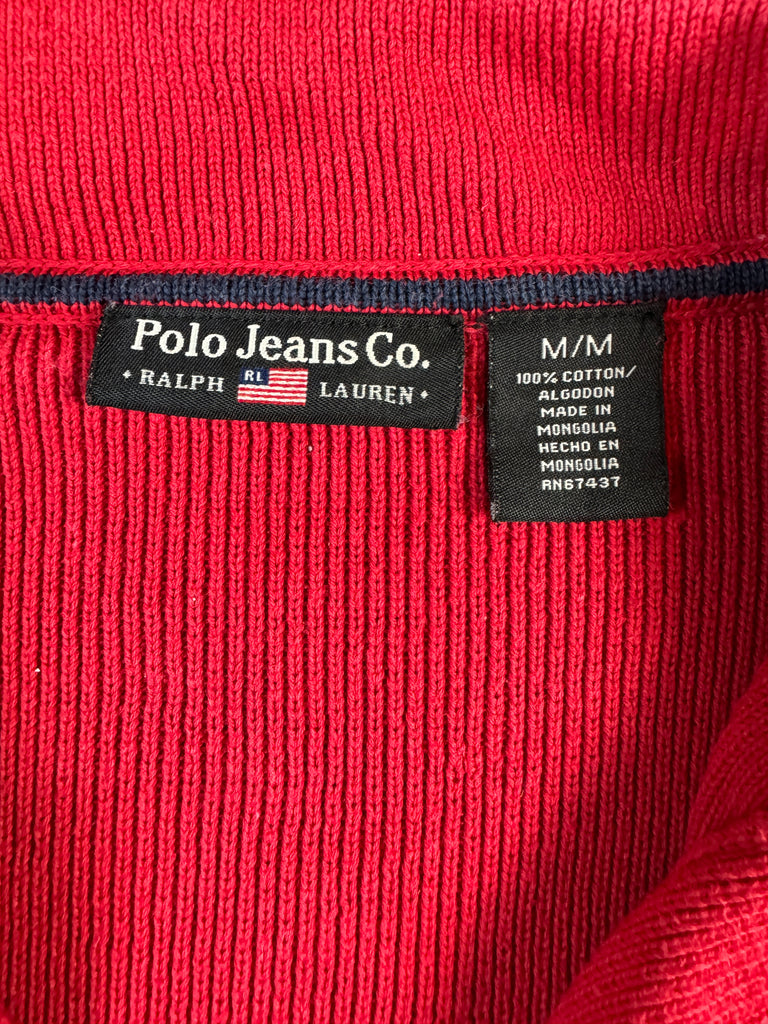 Polo Jeans Co.
• RALPH RL LAUREN •
M/M
100% COTTON/
ALGODON
MADE IN
MONGOLIA
HECHO EN
MONGOLIA
RN67437